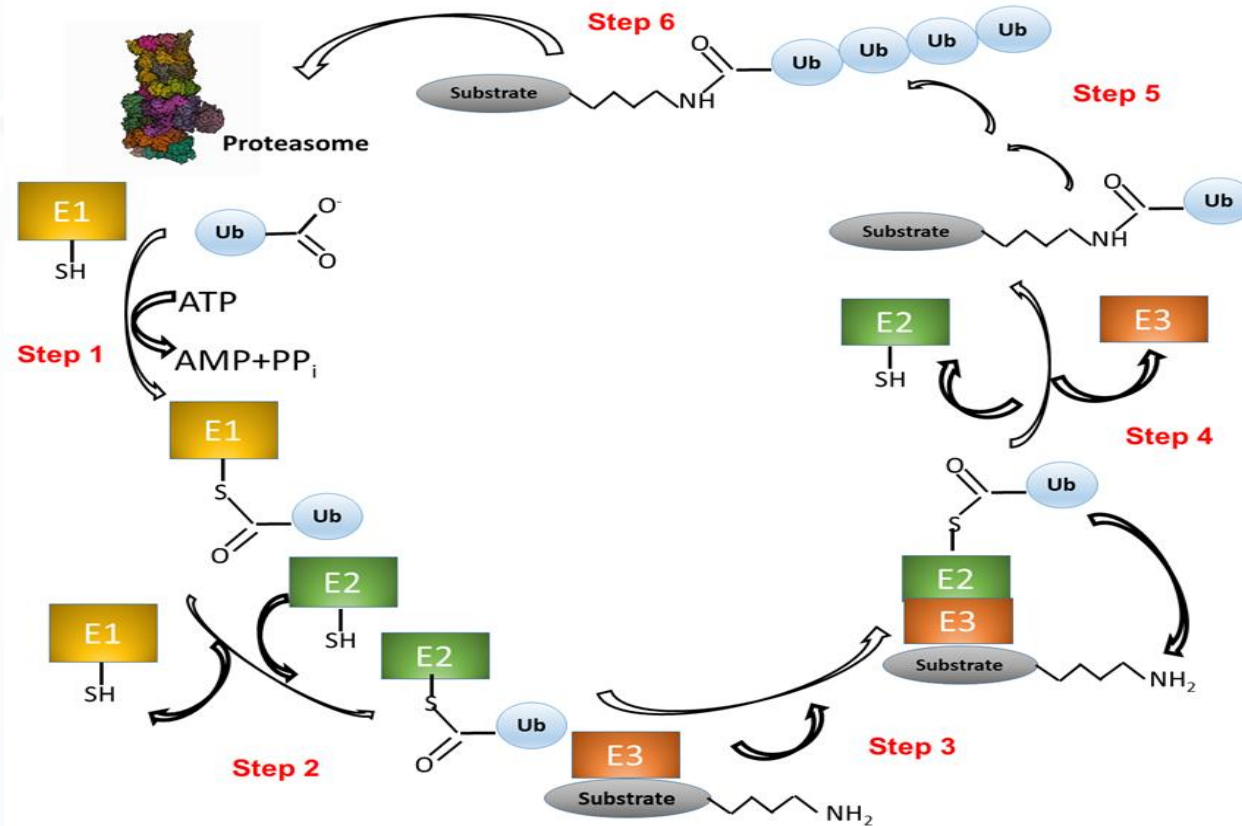 Step 6
O
Ub
Ub
Ub
Ub
Substrate
NH
Step 5
Proteasome
E1
SH
Ub
O-
O
ATP
Step 1
AMP+PPi
O
Ub
Substrate
NH
E2
SH
E3
Step 4
E1
S
O
Ub
E2
SH
E1
SH
Step 2
E2
S
O
Ub
E3
Substrate
NH2
Step 3
O
Ub
S
E2
E3
Substrate
NH2